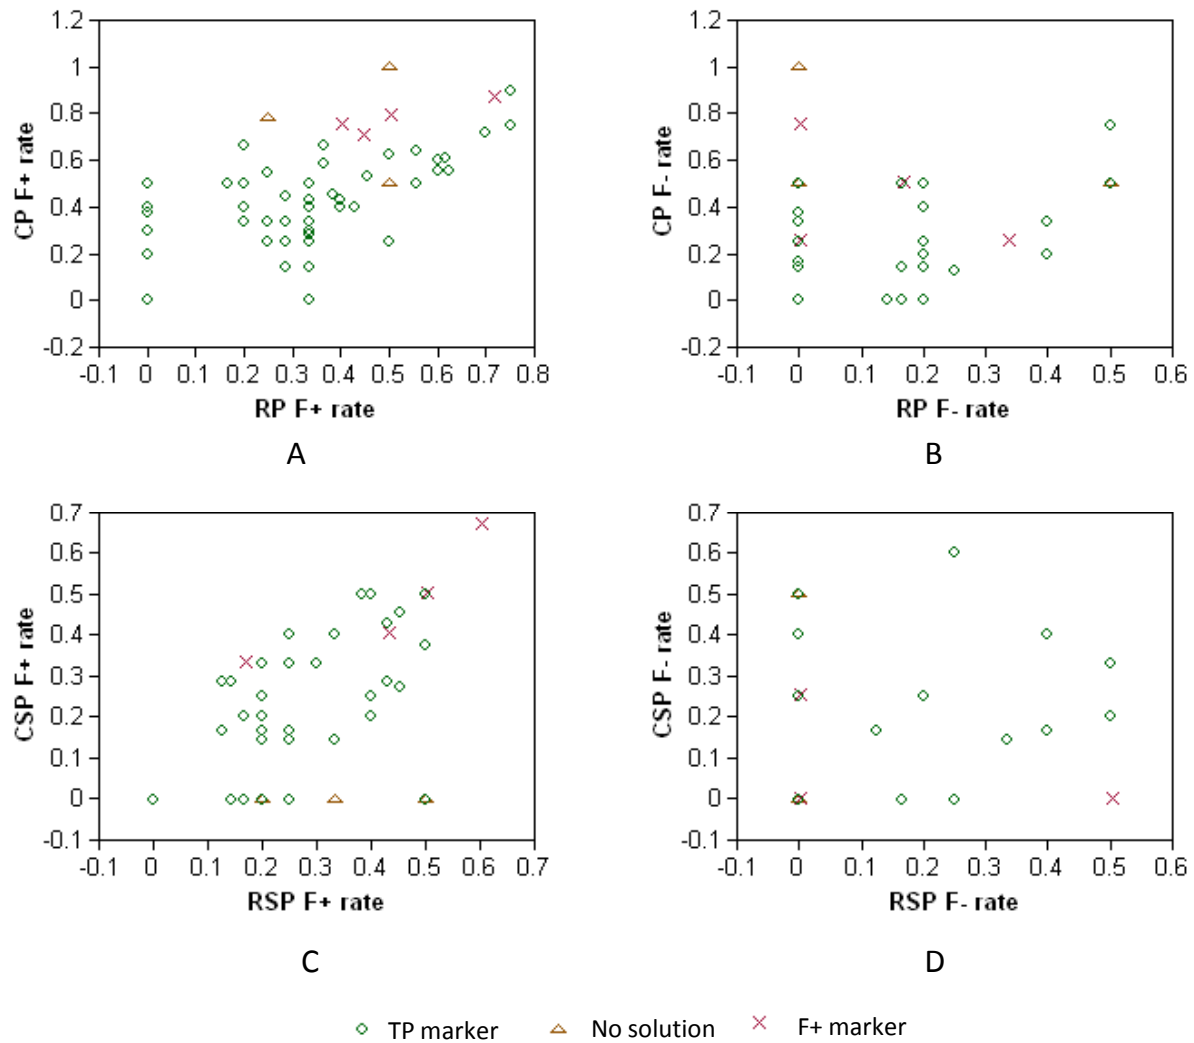 1.2
1
0.8
0.6
0.4
0.2
0
-0.2
CP F+ rate
-0.1 0 0.1 0.2 0.3 0.4 0.5 0.6 0.7 0.8
RP F+ rate
A
1.2
1
0.8
0.6
0.4
0.2
0
-0.2
CP F- rate
-0.1 0 0.1 0.2 0.3 0.4 0.5 0.6
RP F- rate
B
0.7
0.6
0.5
0.4
0.3
0.2
0.1
0
-0.1
CSP F+ rate
-0.1 0 0.1 0.2 0.3 0.4 0.5 0.6 0.7
RSP F+ rate
C
0.7
0.6
0.5
0.4
0.3
0.2
0.1
0
-0.1
CSP F- rate
-0.1 0 0.1 0.2 0.3 0.4 0.5 0.6
RSP F- rate
D
TP marker No solution F+ marker